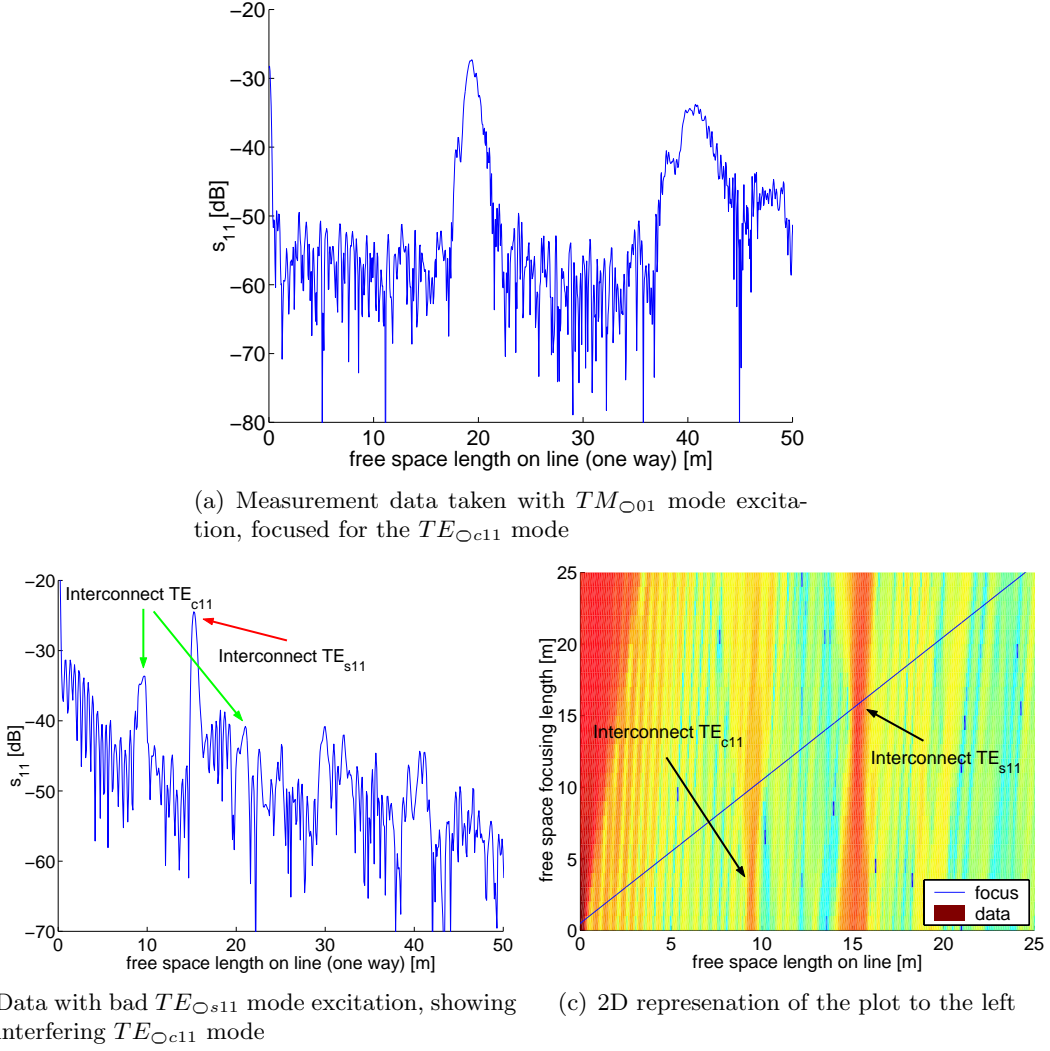 −20
−30
−40
−50
−60
−70
−80
s11 [dB]
0 10 20 30 40 50
free space length on line (one way) [m]
(a) Measurement data taken with TM⬭01 mode excita-
tion, focused for the TE⬭c11 mode
−20
−30
−40
−50
−60
−70
s11 [dB]
Interconnect TEc11
Interconnect TEs11
0 10 20 30 40 50
free space length on line (one way) [m]
Data with bad TE⬭s11 mode excitation, showing
nterfering TE⬭c11 mode
25
20
15
10
5
0
free space focusing length [m]
Interconnect TEc11
Interconnect TEs11
focus
data
0 5 10 15 20 25
free space length on line [m]
(c) 2D represenation of the plot to the left